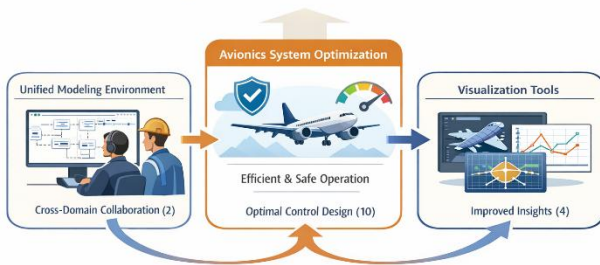 Avionics System Optimization
Unified Modeling Environment
Visualization Tools
Efficient & Safe Operation
Cross-Domain Collaboration (2)
Optimal Control Design (10)
Improved Insights (4)